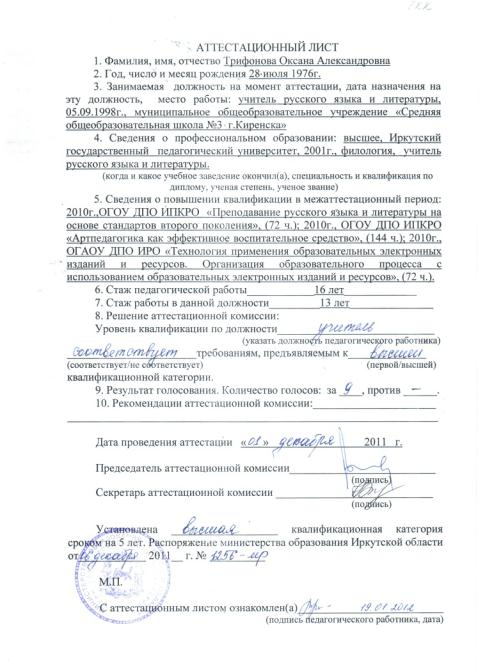 АТТЕСТАЦИОННЫЙ ЛИСТ
1. Фамилия, имя, отчество Трифонова Оксана Александровна
2. Год, число и месяц рождения 28 июля 1976г.
3. Занимаемая должность на момент аттестации, дата назначения на
эту должность, место работы: учитель русского языка и литературы,
05.09.1998г., муниципальное общеобразовательное учреждение «Средняя
общеобразовательная школа №3 г.Киренска»
4. Сведения о профессиональном образовании: высшее, Иркутский
государственный педагогический университет, 2001г., филология, учитель
русского языка и литературы.
(когда и какое учебное заведение окончил(а), специальность и квалификация по
диплому, ученая степень, ученое звание)
5. Сведения о повышении квалификации в межаттестационный период:
2010г.,ОГОУ ДПО ИПКРО «Преподавание русского языка и литературы на
основе стандартов второго поколения», (72 ч.); 2010г., ОГОУ ДПО ИПКРО
«Артпедагогика как эффективное воспитательное средство», (144 ч.); 2010г.,
ОГАОУ ДПО ИРО «Технология применения образовательных электронных
изданий и ресурсов. Организация образовательного процесса с
использованием образовательных электронных изданий и ресурсов», (72 ч.).
6. Стаж педагогической работы 16 лет
7. Стаж работы в данной должности 13 лет
8. Решение аттестационной комиссии:
Уровень квалификации по должности учитель
(указать должность педагогического работника)
соответствует требованиям, предъявляемым к высшей
(соответствует/не соответствует) (первой/высшей)
квалификационной категории.
9. Результат голосования. Количество голосов: за 9, против —.
10. Рекомендации аттестационной комиссии:
Дата проведения аттестации «01» декабря 2011 г.
Председатель аттестационной комиссии
(подпись)
Секретарь аттестационной комиссии
(подпись)
Установлена высшая квалификационная категория
сроком на 5 лет. Распоряжение министерства образования Иркутской области
от декабря 2011 г. № 1256-мр
М.П.
С аттестационным листом ознакомлен(а) 19.01.2012
(подпись педагогического работника, дата)